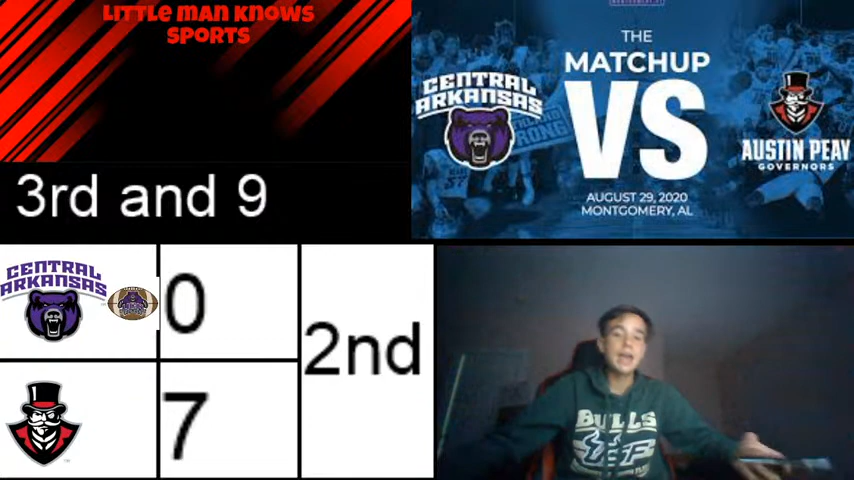 LITTLE MAN KNOWS
SPORTS
THE
MATCHUP
VS
CENTRAL
ARKANSAS
AUSTIN PEAY
GOVERNORS
AUGUST 29, 2020
MONTGOMERY, AL
3rd and 9
CENTRAL
ARKANSAS
0
2nd
7
BULLS
USF